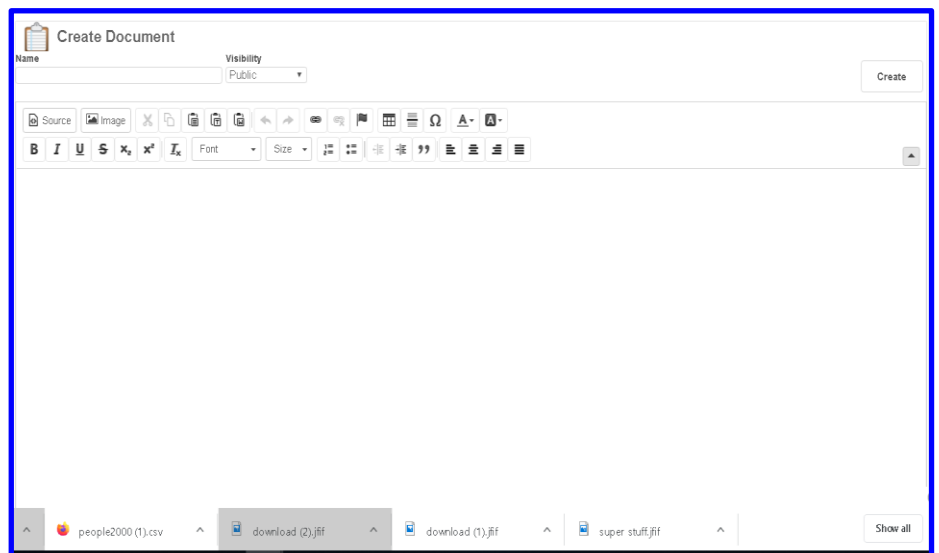 Create Document
Name Visibility
Public
Create
Source Image
Font Size
people2000 (1).csv download (2).jfif download (1).jfif super stuff.jfif Show all